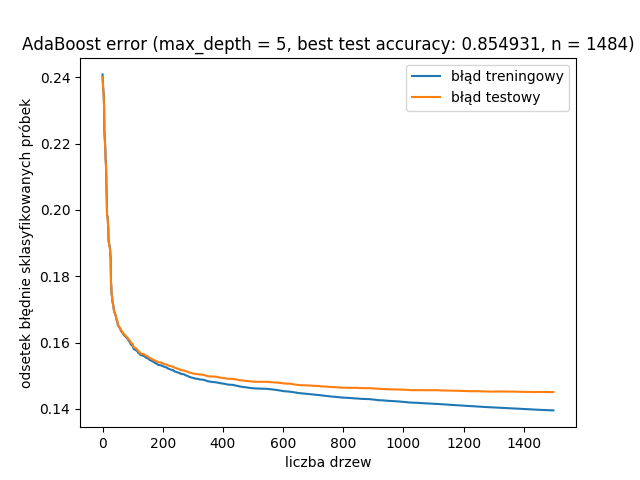 AdaBoost error (max_depth = 5, best test accuracy: 0.854931, n = 1484)
błąd treningowy
błąd testowy
odsetek błędnie sklasyfikowanych próbek
0.24
0.22
0.20
0.18
0.16
0.14
0 200 400 600 800 1000 1200 1400
liczba drzew